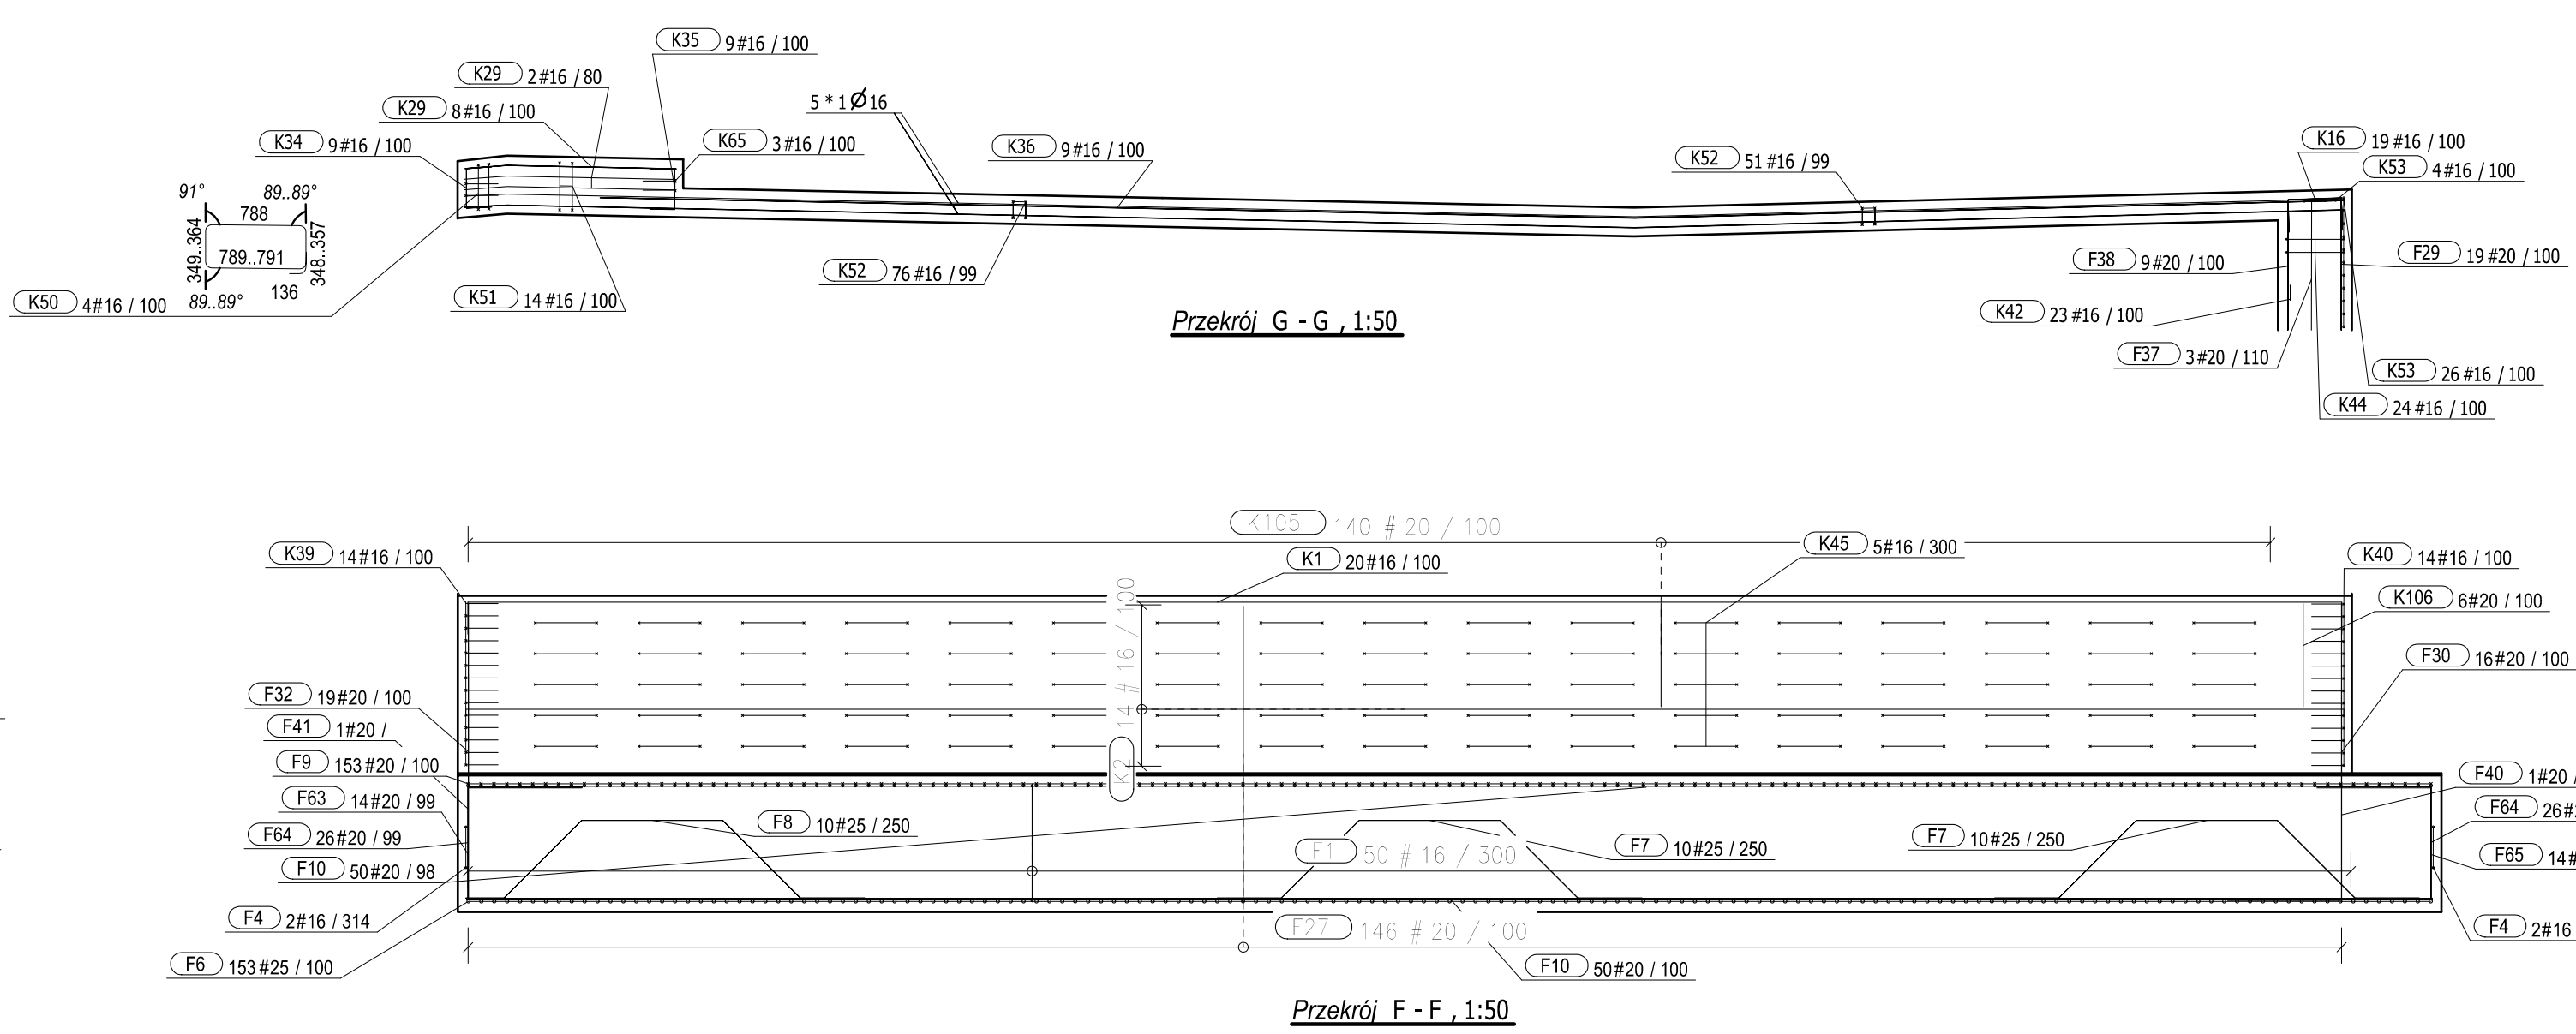 K35 9#16 / 100
K29 2#16 / 80
K29 8#16 / 100
5 * 1Ø16
K34 9#16 / 100
K65 3#16 / 100
K36 9#16 / 100
K52 51#16 / 99
K16 19#16 / 100
K53 4#16 / 100
91° 89..89°
788
349..364
789..791
348..357
136
89..89°
K50 4#16 / 100
K51 14#16 / 100
K52 76#16 / 99
F38 9#20 / 100
F29 19#20 / 100
K42 23#16 / 100
F37 3#20 / 110
K53 26#16 / 100
K44 24#16 / 100
Przekrój G - G , 1:50
K105 140 # 20 / 100
K39 14#16 / 100
K1 20#16 / 100
K45 5#16 / 300
K40 14#16 / 100
K106 6#20 / 100
K2 14 # 16 / 100
F30 16#20 / 100
F32 19#20 / 100
F41 1#20 /
F9 153#20 / 100
F40 1#20 /
F63 14#20 / 99
F64 26#
F8 10#25 / 250
F64 26#20 / 99
F7 10#25 / 250
F7 10#25 / 250
F1 50 # 16 / 300
F65 14#
F10 50#20 / 98
F4 2#16 / 314
F27 146 # 20 / 100
F4 2#16
F6 153#25 / 100
F10 50#20 / 100
Przekrój F - F , 1:50